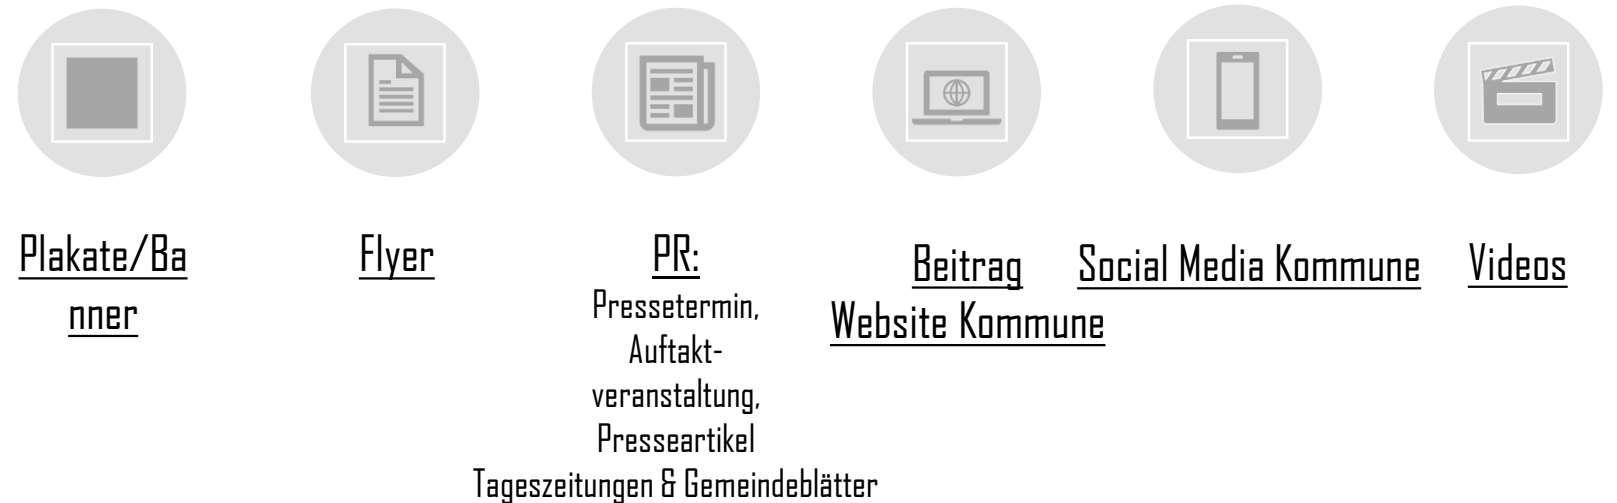 Plakate/Ba
nner
Flyer
PR:
Pressetermin,
Auftakt-
veranstaltung,
Presseartikel
Tageszeitungen & Gemeindeblätter
Beitrag
Website Kommune
Social Media Kommune
Videos